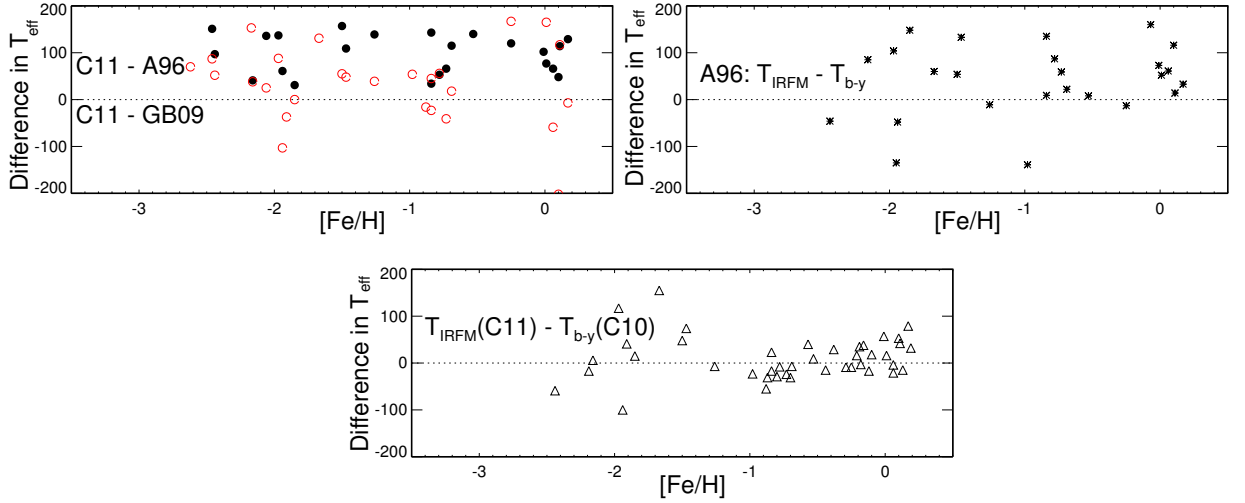 200
100
0
100
200
Difference in Teff
C11 - A96
C11 - GB09
-3
-2
-1
0
[Fe/H]
200
100
0
100
200
Difference in Teff
A96: TIRFM - Tb-y
-3
-2
-1
0
[Fe/H]
200
100
0
-100
-200
Difference in Teff
TIRFM(C11) - Tb-y(C10)
-3
-2
-1
0
[Fe/H]